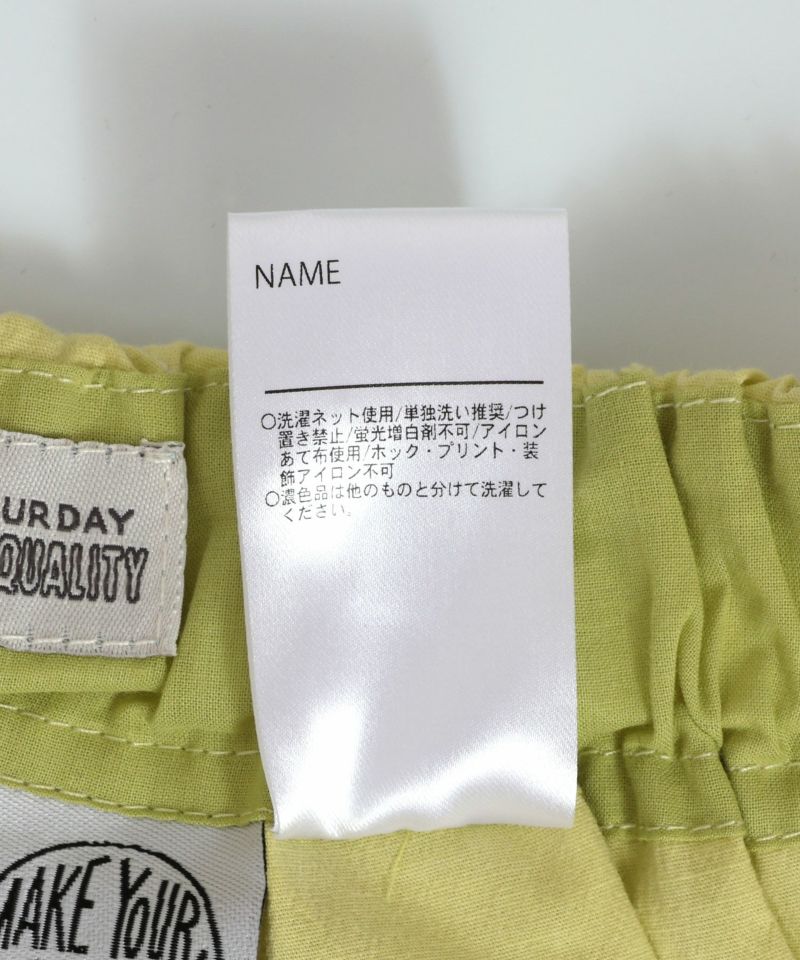 NAME
○洗濯ネット使用/単独洗い推奨/つけ
置き禁止/蛍光増白剤不可/アイロン
あて布使用/ホック・プリント・装
飾アイロン不可
○濃色品は他のものと分けて洗濯して
ください。
URDAY
QUALITY
MAKE YOUR